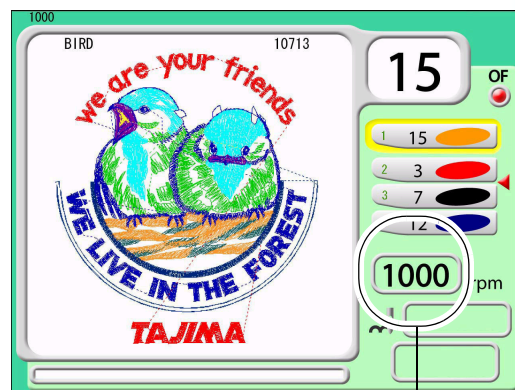 1000
BIRD 10713
we are your friends
WE LIVE IN THE FOREST
TAJIMA
15
OF
1 15
2 3
3 7
12
1000 rpm